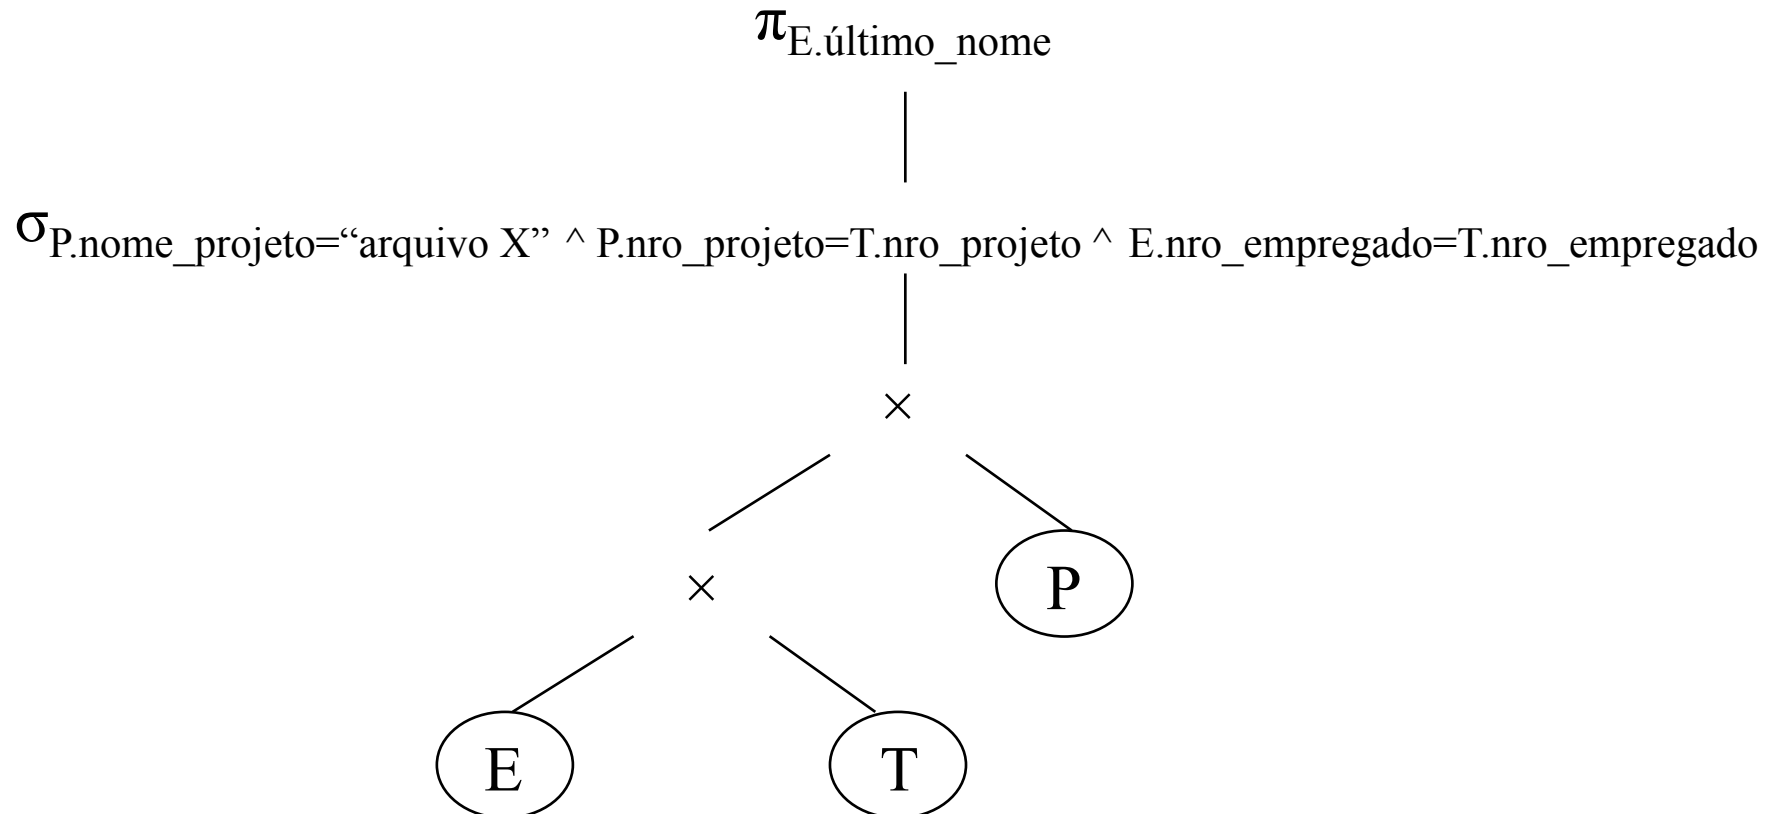 πE.último_nome
σP.nome_projeto=“arquivo X” ^ P.nro_projeto=T.nro_projeto ^ E.nro_empregado=T.nro_empregado
×
×
P
E
T